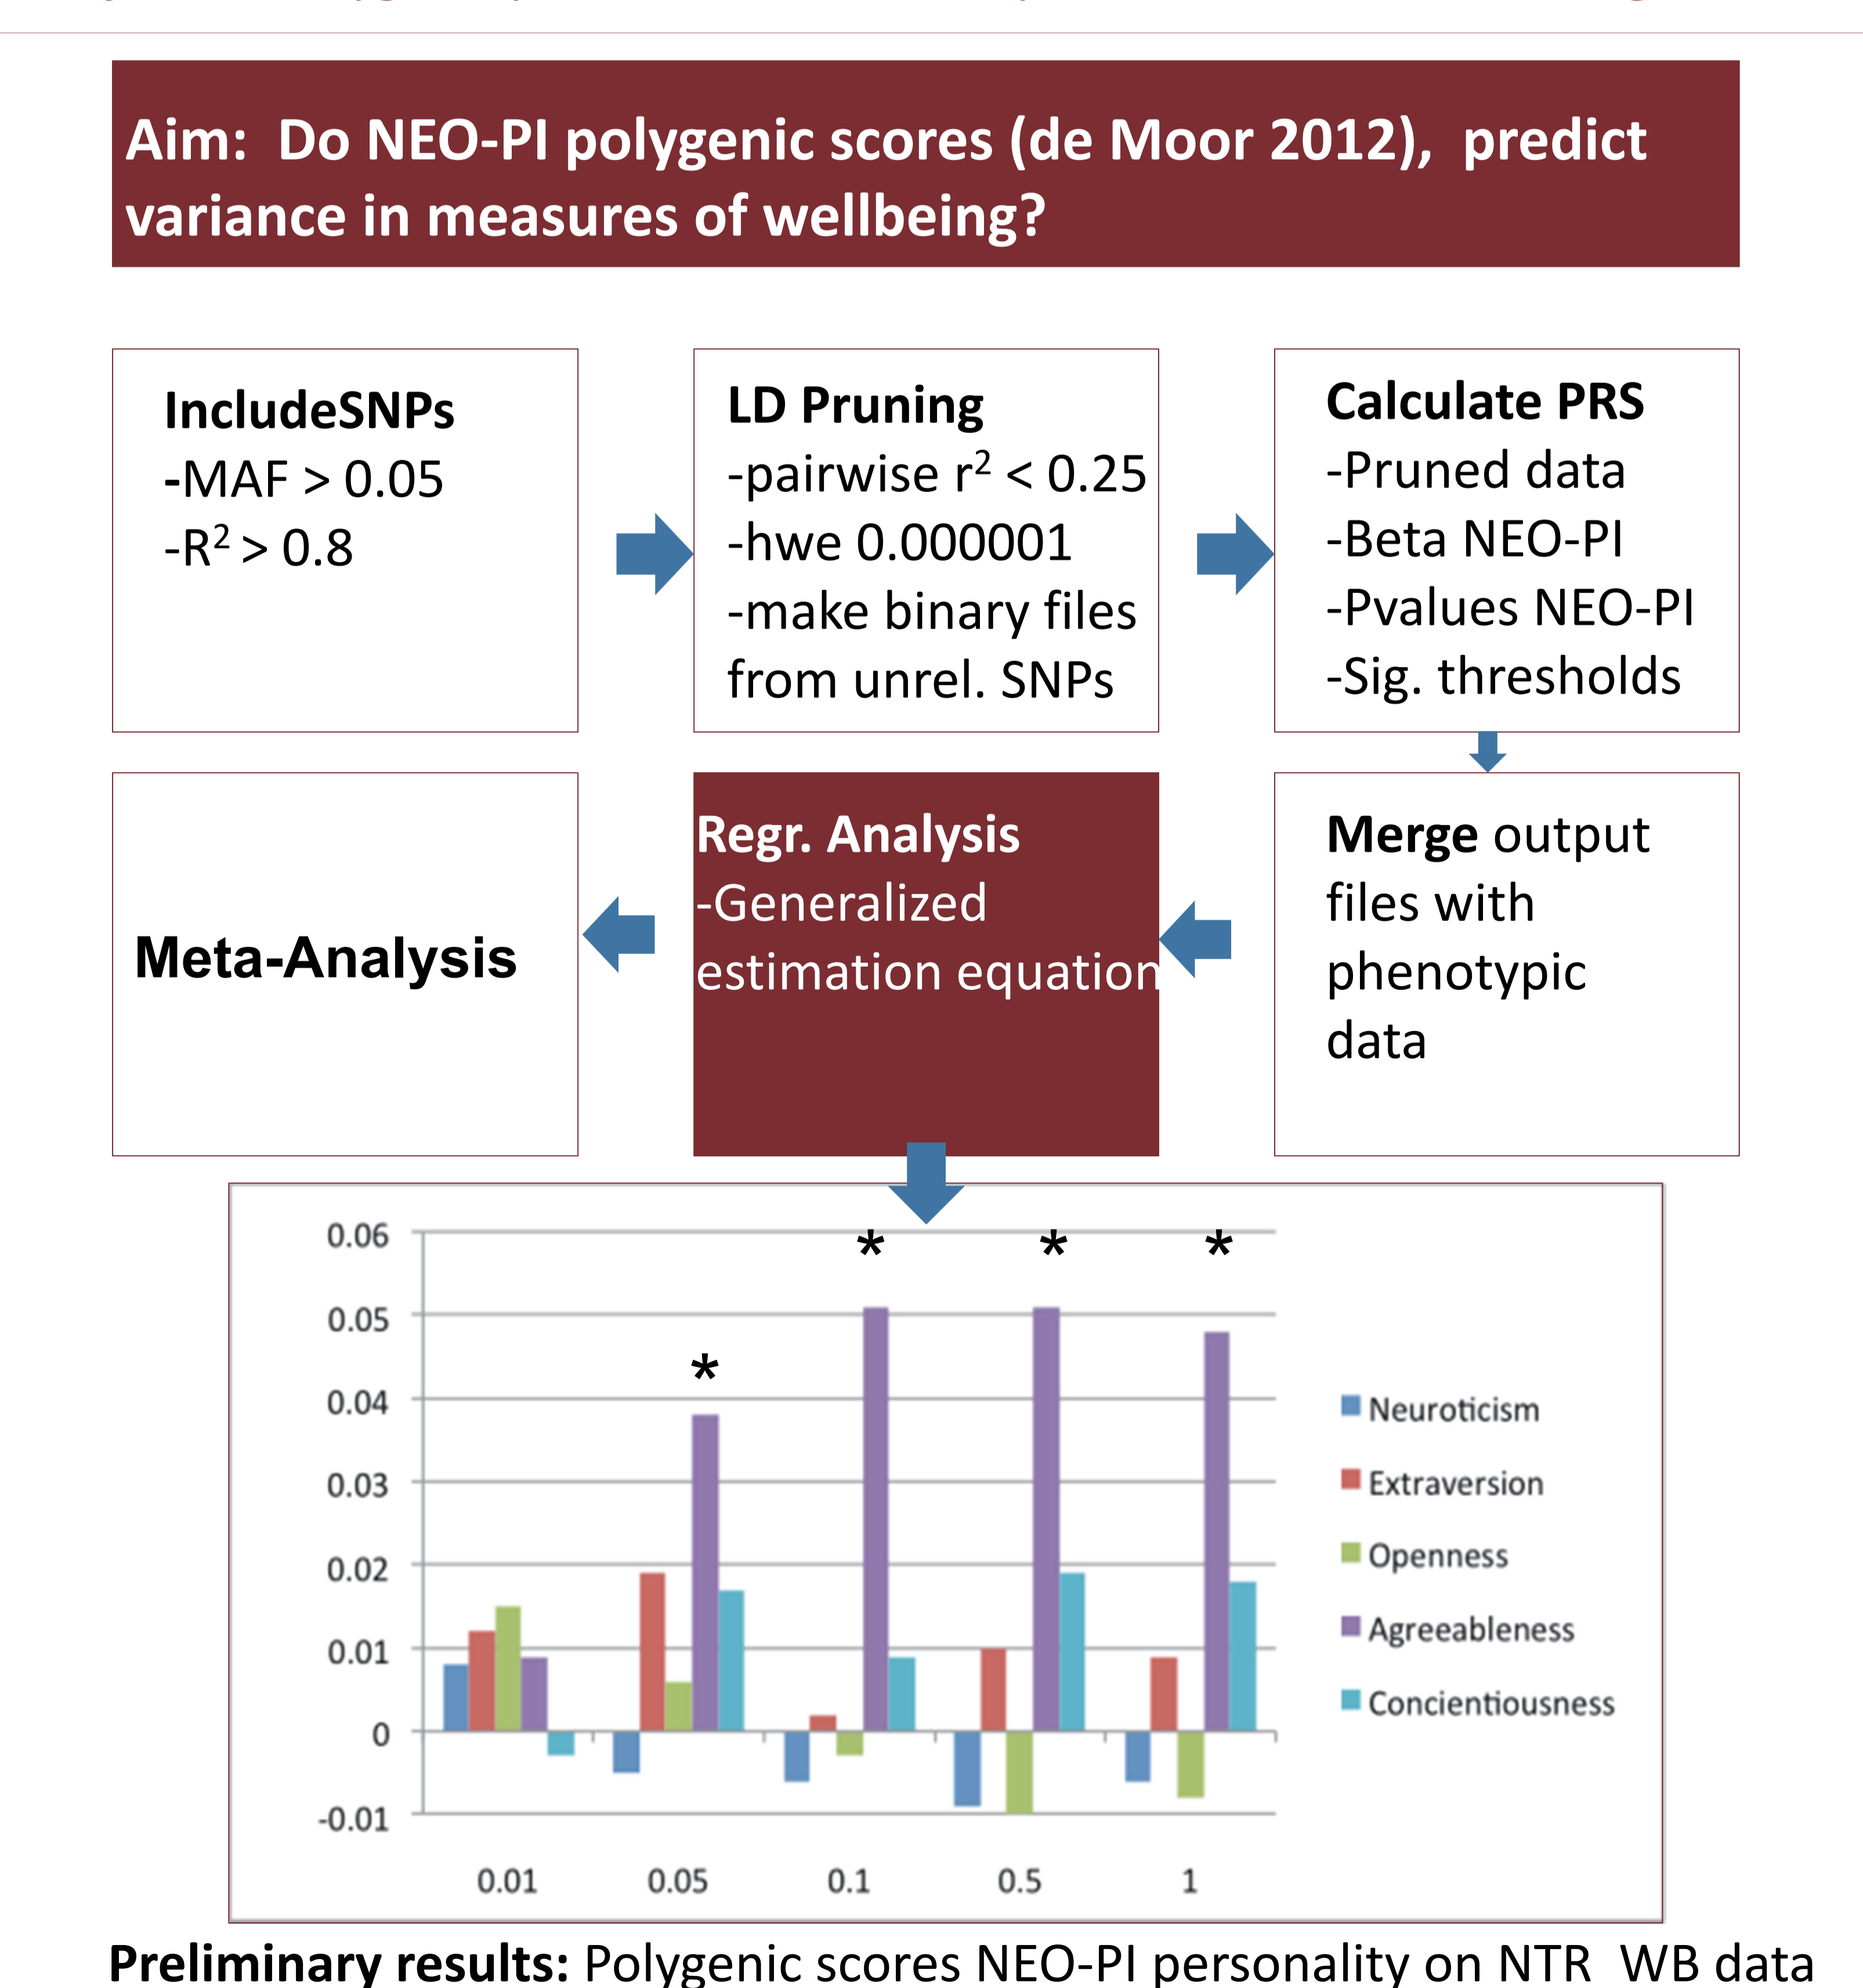 Aim: Do NEO-PI polygenic scores (de Moor 2012), predict
variance in measures of wellbeing?
IncludeSNPs
-MAF > 0.05
-R² > 0.8
LD Pruning
-pairwise r² < 0.25
-hwe 0.000001
-make binary files
from unrel. SNPs
Calculate PRS
-Pruned data
-Beta NEO-PI
-Pvalues NEO-PI
-Sig. thresholds
Merge output
files with
phenotypic
data
Regr. Analysis
-Generalized
estimation equation
Meta-Analysis
0.06
0.05
0.04
0.03
0.02
0.01
0
-0.01
* * *
*
0.01 0.05 0.1 0.5 1
Neuroticism
Extraversion
Openness
Agreeableness
Concientiousness
Preliminary results: Polygenic scores NEO-PI personality on NTR WB data